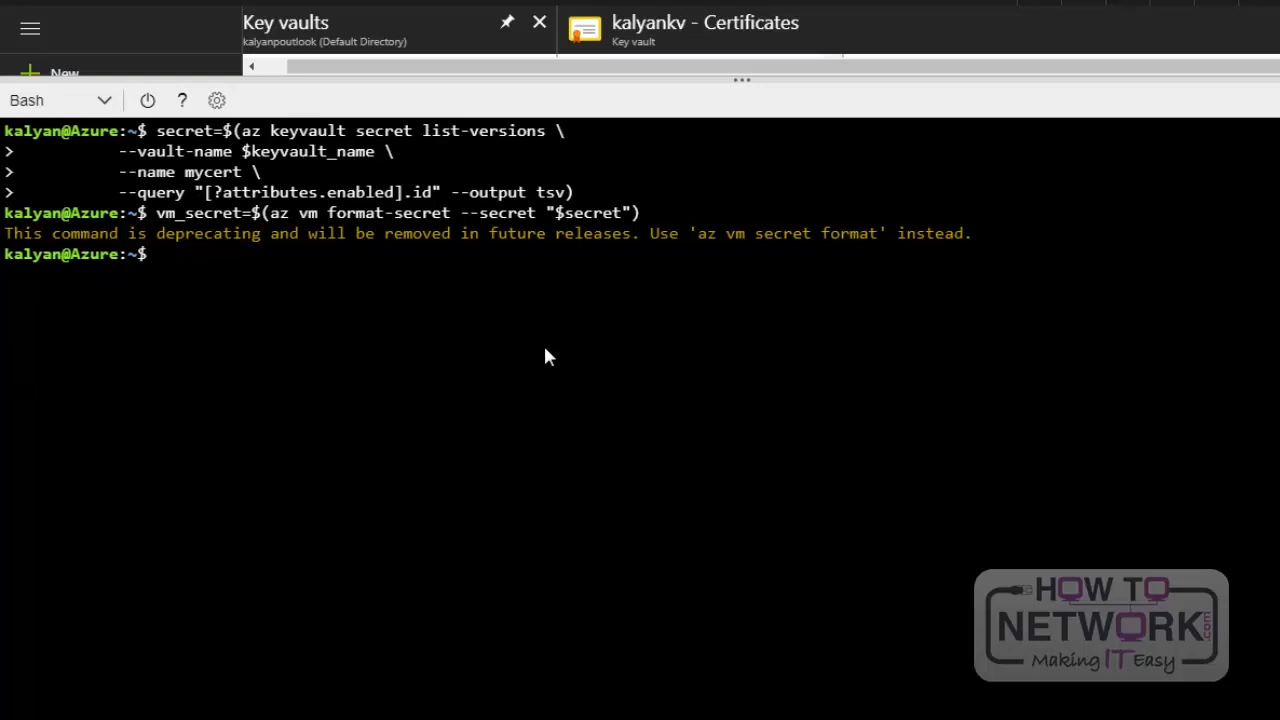 Key vaults
kalyanpoutlook (Default Directory)
kalyankv - Certificates
Key vault
New
Bash
?
kalyan@Azure:~$ secret=$(az keyvault secret list-versions \
>            --vault-name $keyvault_name \
>            --name mycert \
>            --query "[?attributes.enabled].id" --output tsv)
kalyan@Azure:~$ vm_secret=$(az vm format-secret --secret "$secret")
This command is deprecating and will be removed in future releases. Use 'az vm secret format' instead.
kalyan@Azure:~$
HOW TO
NETWORK.com
Making IT Easy